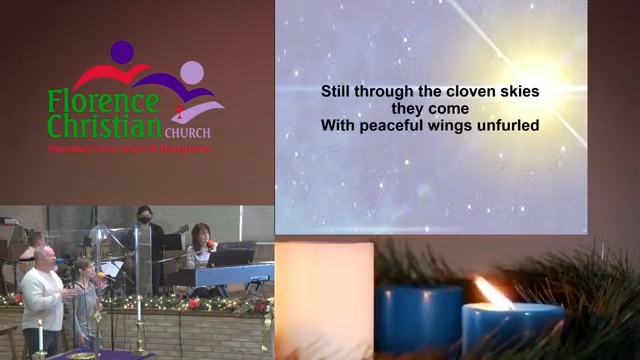 Florence
Christian
CHURCH
Still through the cloven skies
they come
With peaceful wings unfurled